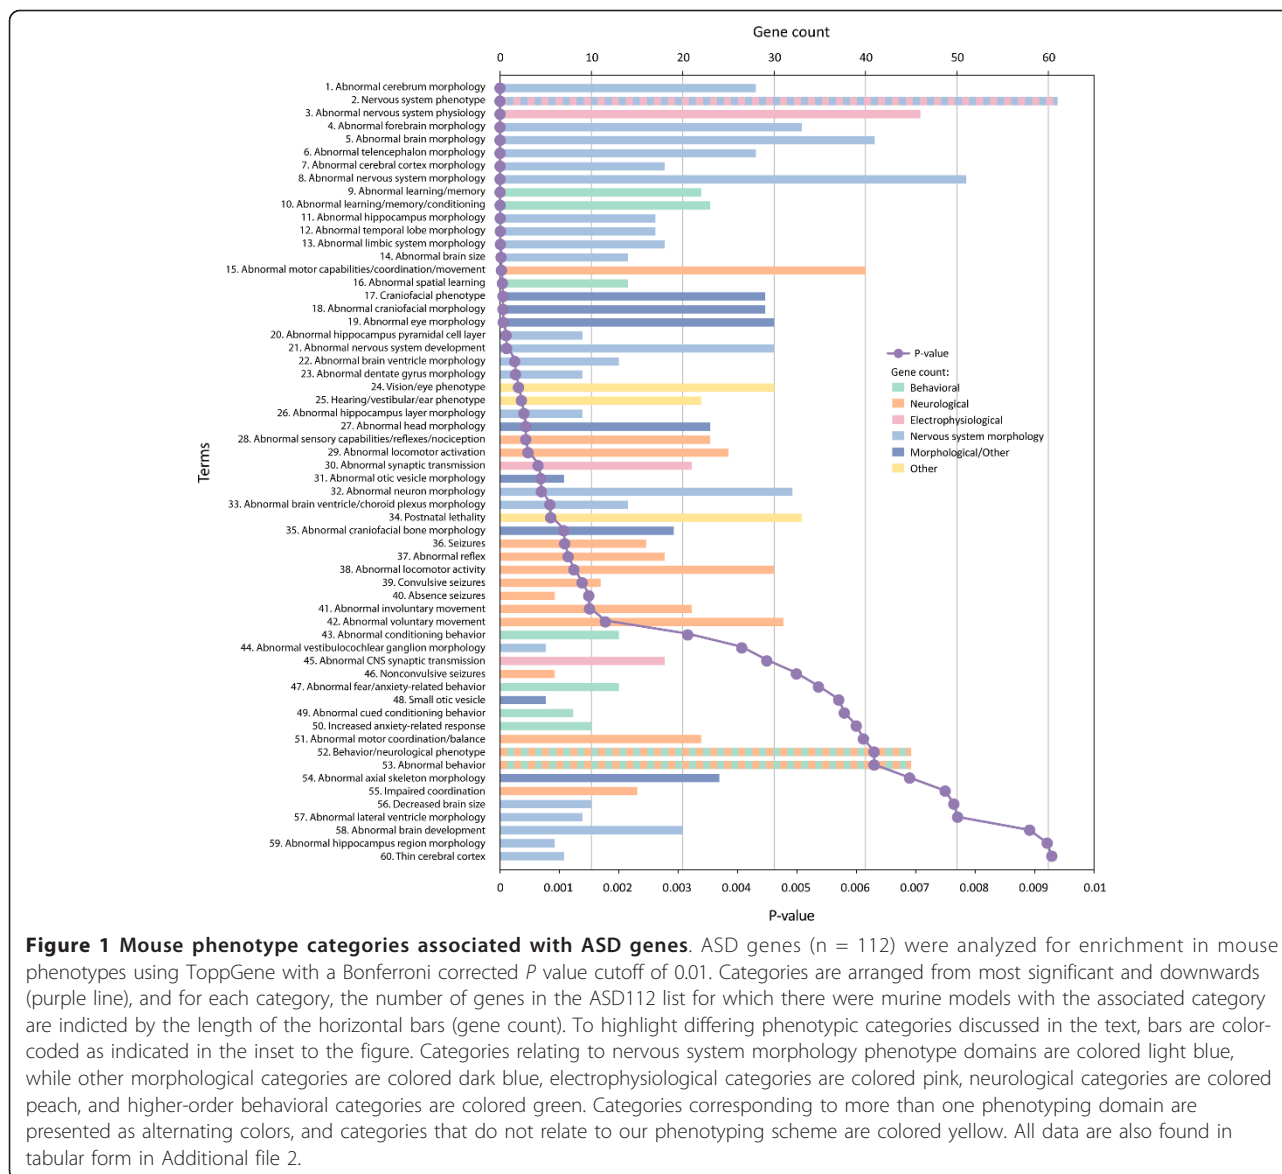 Gene count
0 10 20 30 40 50 60
1. Abnormal cerebrum morphology
2. Nervous system phenotype
3. Abnormal nervous system physiology
4. Abnormal forebrain morphology
5. Abnormal brain morphology
6. Abnormal telencephalon morphology
7. Abnormal cerebral cortex morphology
8. Abnormal nervous system morphology
9. Abnormal learning/memory
10. Abnormal learning/memory/conditioning
11. Abnormal hippocampus morphology
12. Abnormal temporal lobe morphology
13. Abnormal limbic system morphology
14. Abnormal brain size
15. Abnormal motor capabilities/coordination/movement
16. Abnormal spatial learning
17. Craniofacial phenotype
18. Abnormal craniofacial morphology
19. Abnormal eye morphology
20. Abnormal hippocampus pyramidal cell layer
21. Abnormal nervous system development
22. Abnormal brain ventricle morphology
23. Abnormal dentate gyrus morphology
24. Vision/eye phenotype
25. Hearing/vestibular/ear phenotype
26. Abnormal hippocampus layer morphology
27. Abnormal head morphology
28. Abnormal sensory capabilities/reflexes/nociception
29. Abnormal locomotor activation
30. Abnormal synaptic transmission
31. Abnormal otic vesicle morphology
32. Abnormal neuron morphology
33. Abnormal brain ventricle/choroid plexus morphology
34. Postnatal lethality
35. Abnormal craniofacial bone morphology
36. Seizures
37. Abnormal reflex
38. Abnormal locomotor activity
39. Convulsive seizures
40. Absence seizures
41. Abnormal involuntary movement
42. Abnormal voluntary movement
43. Abnormal conditioning behavior
44. Abnormal vestibulocochlear ganglion morphology
45. Abnormal CNS synaptic transmission
46. Nonconvulsive seizures
47. Abnormal fear/anxiety-related behavior
48. Small otic vesicle
49. Abnormal cued conditioning behavior
50. Increased anxiety-related response
51. Abnormal motor coordination/balance
52. Behavior/neurological phenotype
53. Abnormal behavior
54. Abnormal axial skeleton morphology
55. Impaired coordination
56. Decreased brain size
57. Abnormal lateral ventricle morphology
58. Abnormal brain development
59. Abnormal hippocampus region morphology
60. Thin cerebral cortex
Terms
P-value
Gene count:
Behavioral
Neurological
Electrophysiological
Nervous system morphology
Morphological/Other
Other
0 0.001 0.002 0.003 0.004 0.005 0.006 0.007 0.008 0.009 0.01
P-value
Figure 1 Mouse phenotype categories associated with ASD genes. ASD genes (n = 112) were analyzed for enrichment in mouse
phenotypes using ToppGene with a Bonferroni corrected P value cutoff of 0.01. Categories are arranged from most significant and downwards
(purple line), and for each category, the number of genes in the ASD112 list for which there were murine models with the associated category
are indicted by the length of the horizontal bars (gene count). To highlight differing phenotypic categories discussed in the text, bars are color-
coded as indicated in the inset to the figure. Categories relating to nervous system morphology phenotype domains are colored light blue,
while other morphological categories are colored dark blue, electrophysiological categories are colored pink, neurological categories are colored
peach, and higher-order behavioral categories are colored green. Categories corresponding to more than one phenotyping domain are
presented as alternating colors, and categories that do not relate to our phenotyping scheme are colored yellow. All data are also found in
tabular form in Additional file 2.